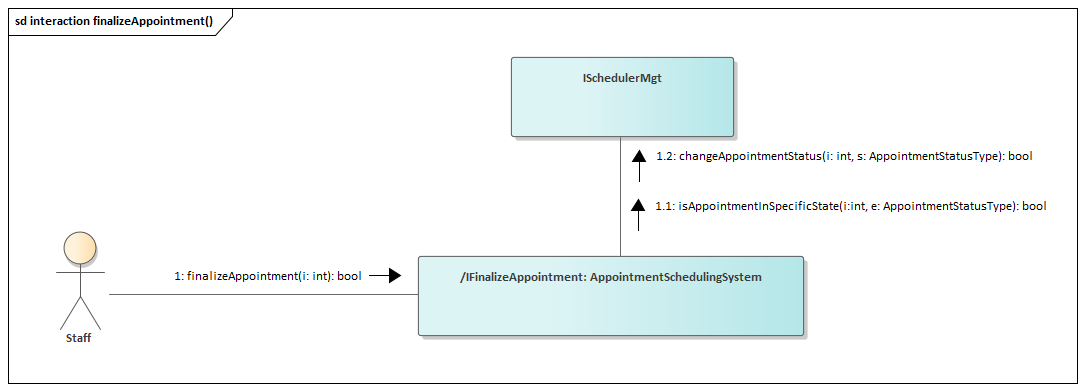 sd interaction finalizeAppointment()
ISchedulerMgt
1.2: changeAppointmentStatus(i: int, s: AppointmentStatusType): bool
1.1: isAppointmentInSpecificState(i:int, e: AppointmentStatusType): bool
1: finalizeAppointment(i: int): bool
/IFinalizeAppointment: AppointmentSchedulingSystem
Staff